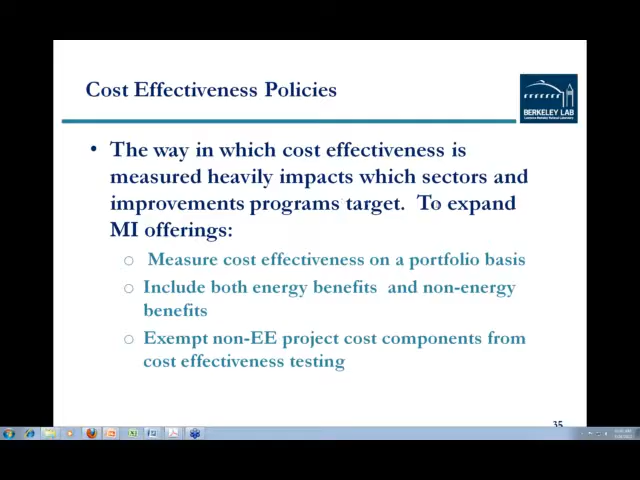 Cost Effectiveness Policies
BERKELEY LAB
• The way in which cost effectiveness is
measured heavily impacts which sectors and
improvements programs target. To expand
MI offerings:
○ Measure cost effectiveness on a portfolio basis
○ Include both energy benefits and non-energy
benefits
○ Exempt non-EE project cost components from
cost effectiveness testing
35